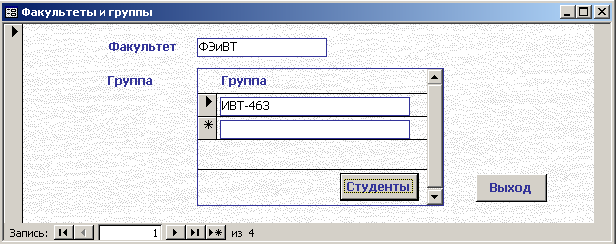 Факультеты и группы
Факультет ФЭиВТ
Группа Группа
ИВТ-463
Студенты
Выход
Запись: 1 из 4